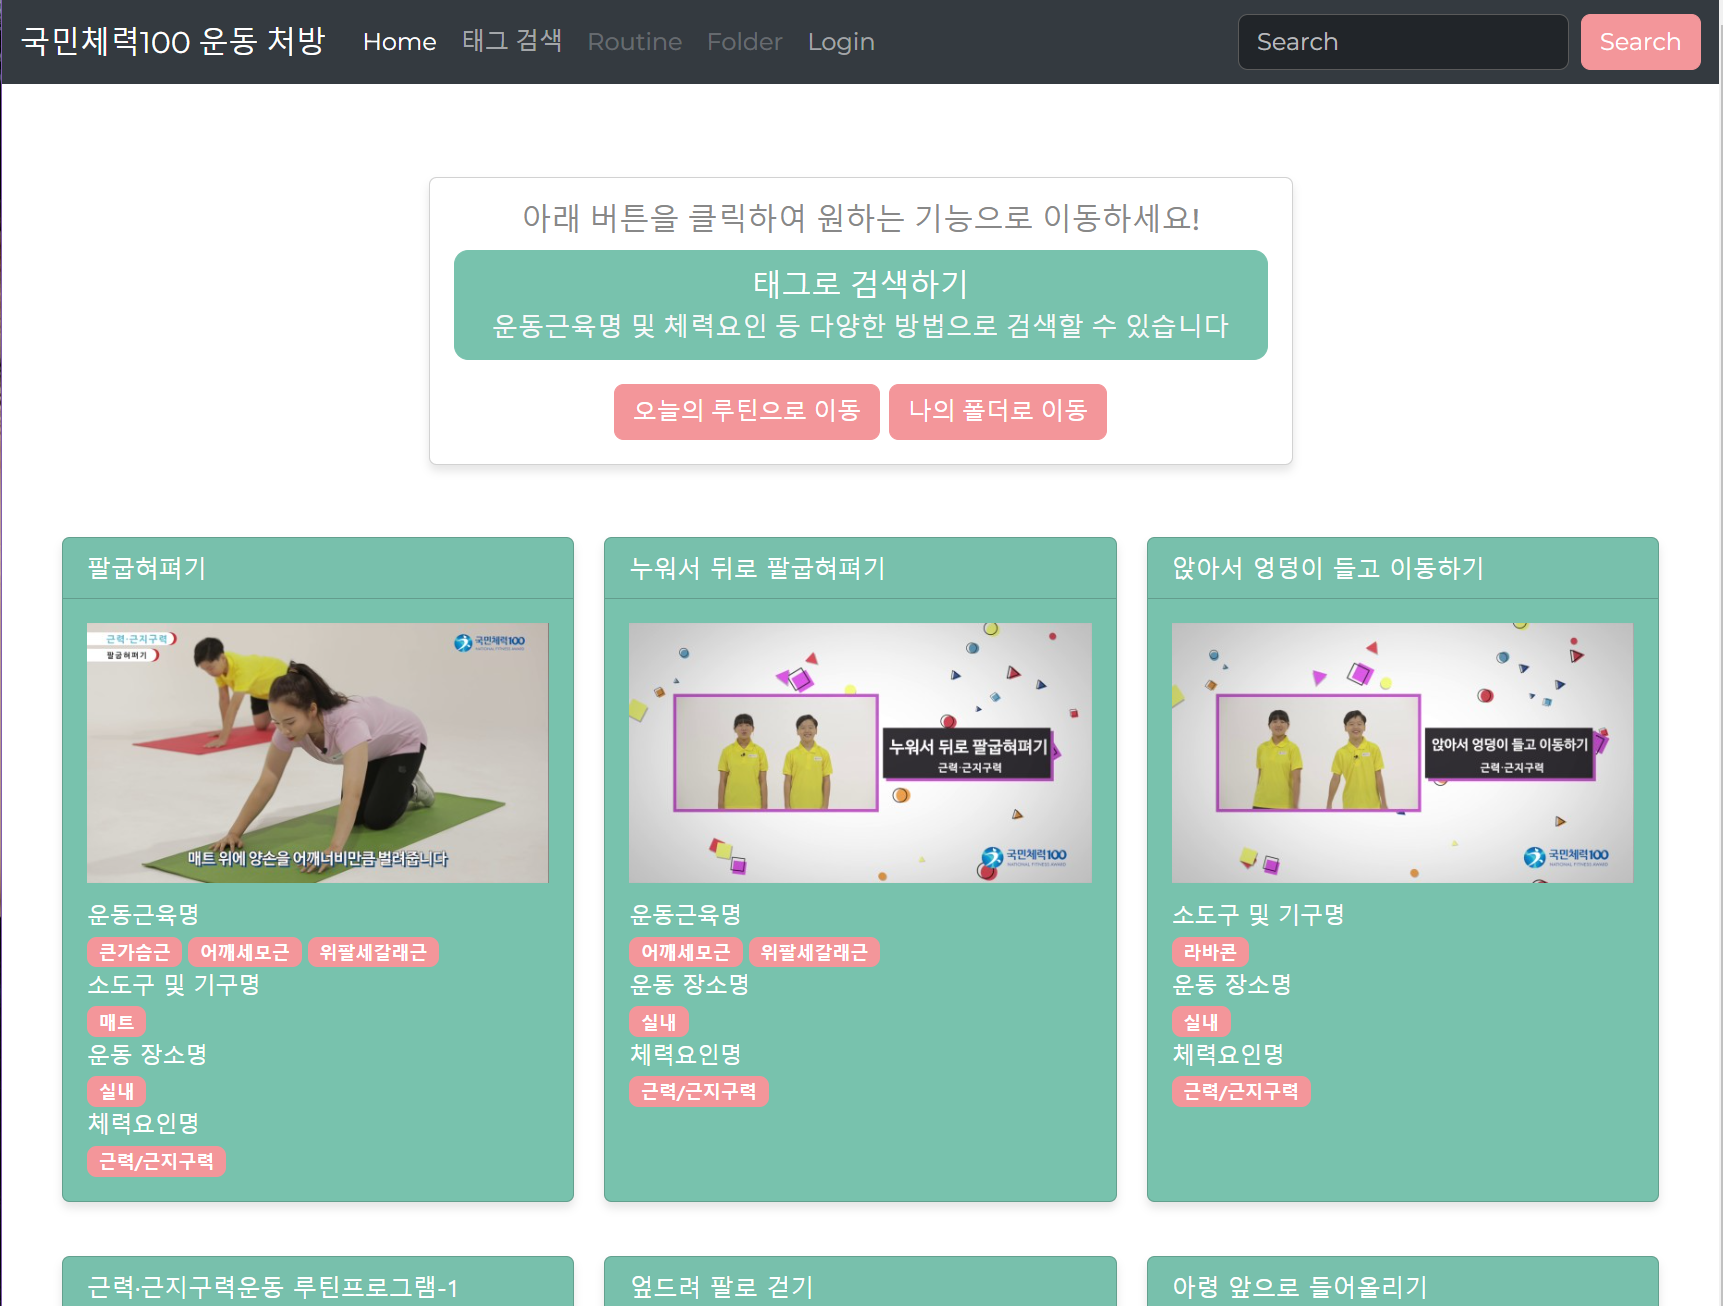 국민체력100 운동 처방 Home 태그 검색 Routine Folder Login Search Search
아래 버튼을 클릭하여 원하는 기능으로 이동하세요!
태그로 검색하기
운동근육명 및 체력요인 등 다양한 방법으로 검색할 수 있습니다
오늘의 루틴으로 이동 나의 폴더로 이동
팔굽혀펴기
근력·근지구력
팔굽혀펴기
국민체력100
NATIONAL FITNESS AWARD
매트 위에 양손을 어깨너비만큼 벌려줍니다
운동근육명
큰가슴근 어깨세모근 위팔세갈래근
소도구 및 기구명
매트
운동 장소명
실내
체력요인명
근력/근지구력
누워서 뒤로 팔굽혀펴기
누워서 뒤로 팔굽혀펴기
근력·근지구력
국민체력100
NATIONAL FITNESS AWARD
운동근육명
어깨세모근 위팔세갈래근
운동 장소명
실내
체력요인명
근력/근지구력
앉아서 엉덩이 들고 이동하기
앉아서 엉덩이 들고 이동하기
근력·근지구력
국민체력100
NATIONAL FITNESS AWARD
소도구 및 기구명
라바콘
운동 장소명
실내
체력요인명
근력/근지구력
근력·근지구력운동 루틴프로그램-1
엎드려 팔로 걷기
아령 앞으로 들어올리기